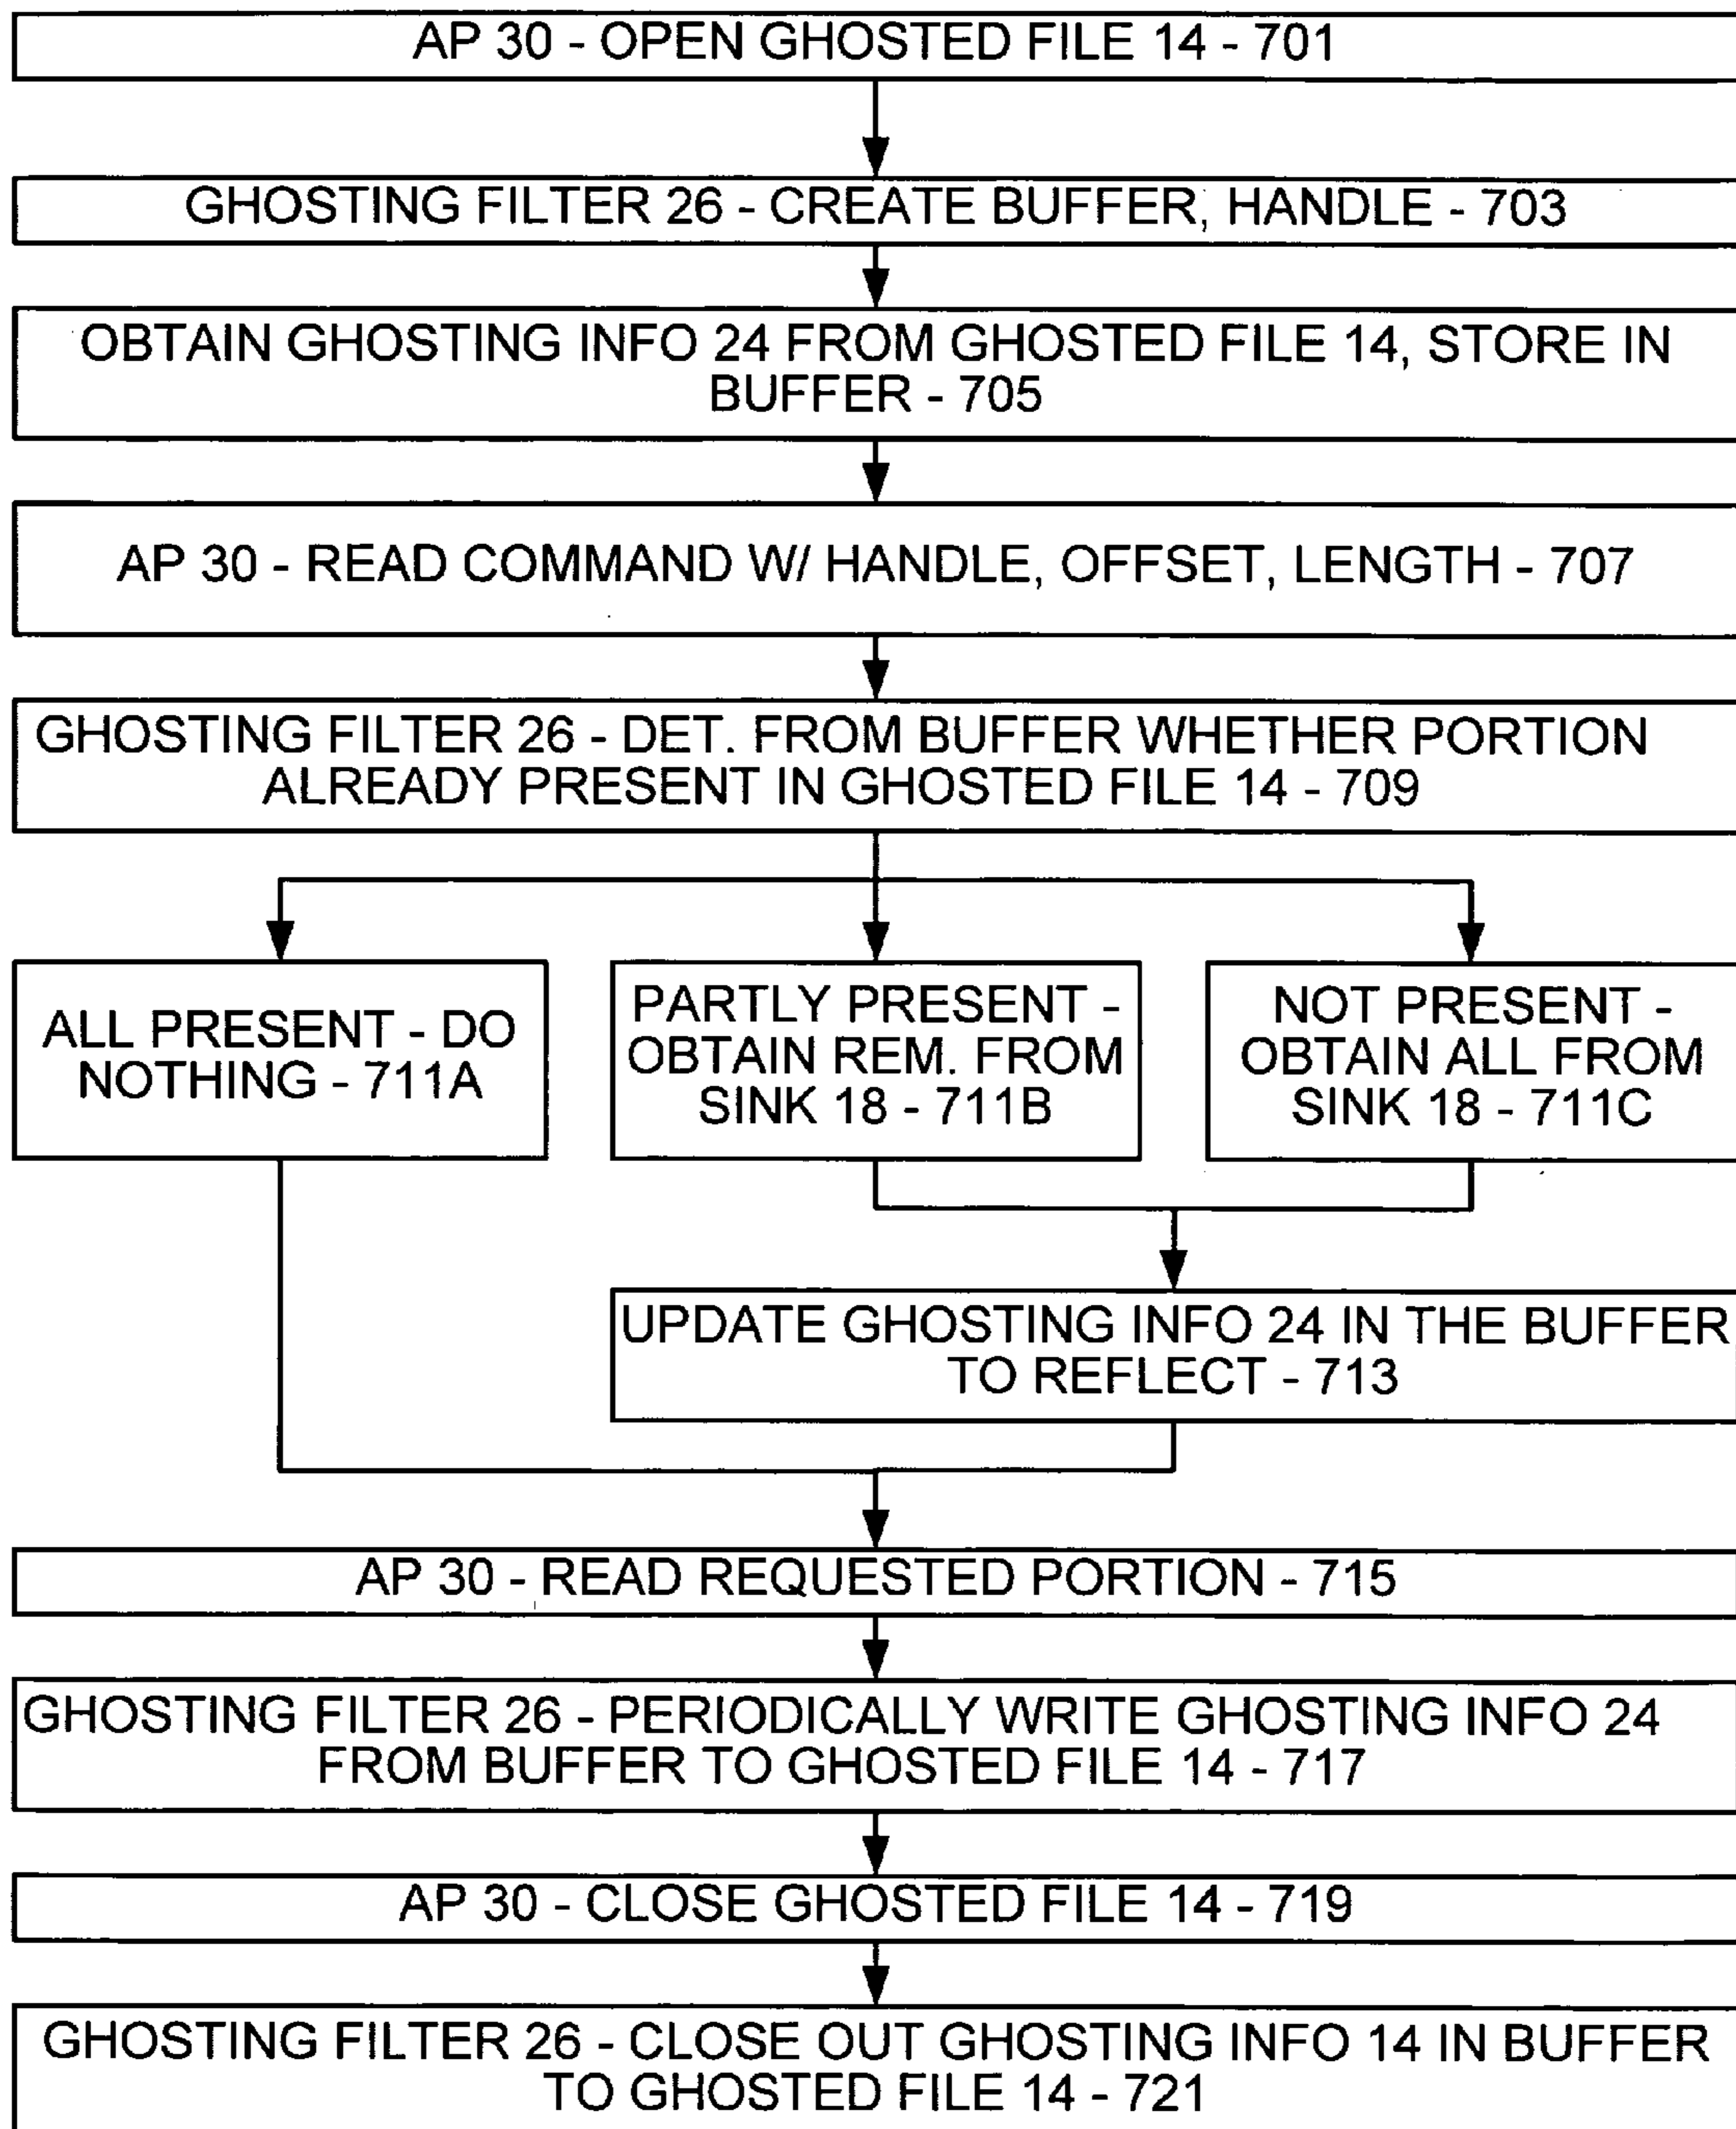 AP 30 - OPEN GHOSTED FILE 14 - 701
GHOSTING FILTER 26 - CREATE BUFFER, HANDLE - 703
OBTAIN GHOSTING INFO 24 FROM GHOSTED FILE 14, STORE IN
BUFFER - 705
AP 30 - READ COMMAND W/ HANDLE, OFFSET, LENGTH - 707
GHOSTING FILTER 26 - DET. FROM BUFFER WHETHER PORTION
ALREADY PRESENT IN GHOSTED FILE 14 - 709
ALL PRESENT - DO
NOTHING - 711A
PARTLY PRESENT -
OBTAIN REM. FROM
SINK 18 - 711B
NOT PRESENT -
OBTAIN ALL FROM
SINK 18 - 711C
UPDATE GHOSTING INFO 24 IN THE BUFFER
TO REFLECT - 713
AP 30 - READ REQUESTED PORTION - 715
GHOSTING FILTER 26 - PERIODICALLY WRITE GHOSTING INFO 24
FROM BUFFER TO GHOSTED FILE 14 - 717
AP 30 - CLOSE GHOSTED FILE 14 - 719
GHOSTING FILTER 26 - CLOSE OUT GHOSTING INFO 14 IN BUFFER
TO GHOSTED FILE 14 - 721